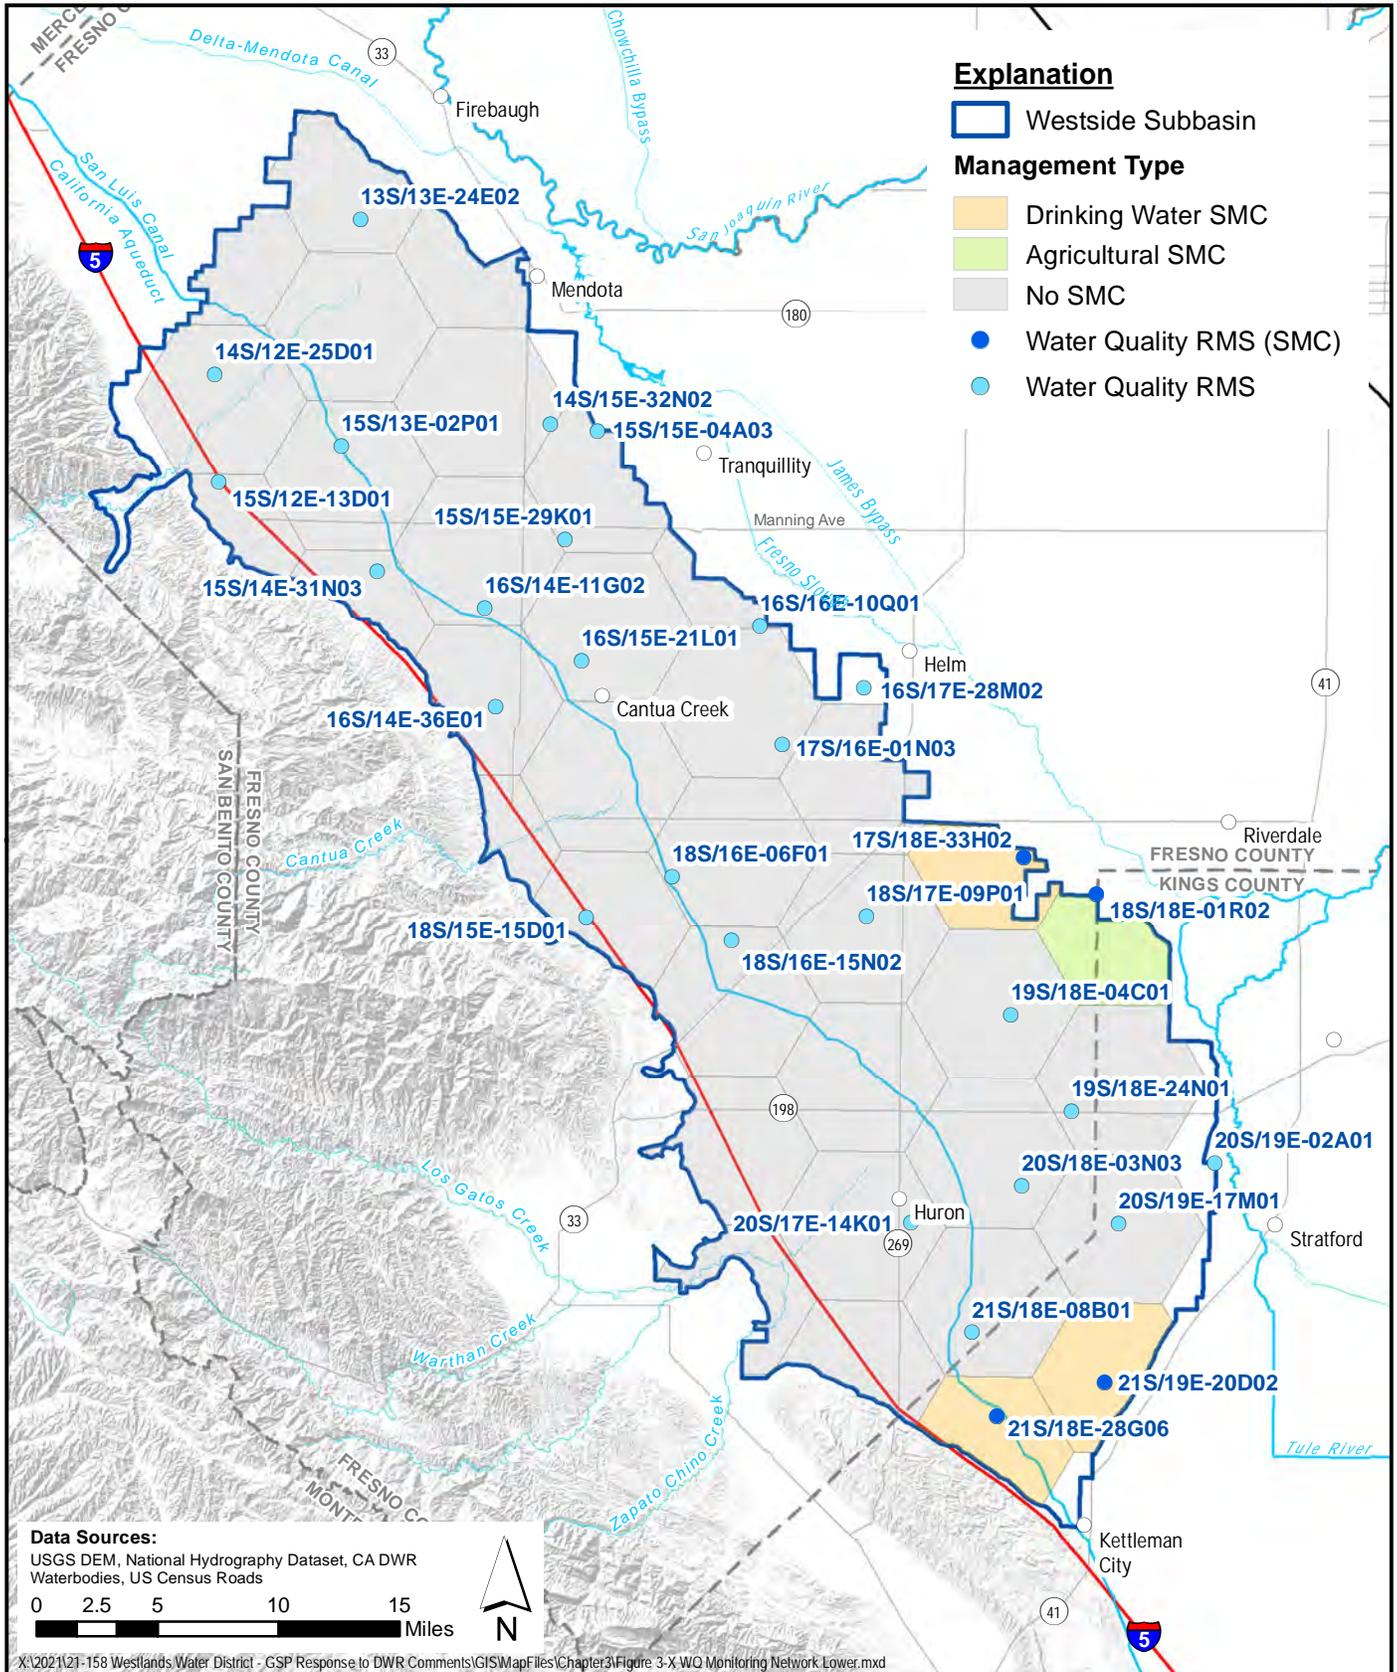 MERCE
FRESNO C
Delta-Mendota Canal
33
Chowchilla Bypass
Firebaugh
San Luis Canal
California Aqueduct
5
San Joaquin River
Explanation
Westside Subbasin
Management Type
Drinking Water SMC
Agricultural SMC
No SMC
Water Quality RMS (SMC)
Water Quality RMS
13S/13E-24E02
Mendota
180
14S/12E-25D01
14S/15E-32N02
15S/13E-02P01
15S/15E-04A03
Tranquillity
James Bypass
15S/12E-13D01
15S/15E-29K01
Manning Ave
Fresno Slough
15S/14E-31N03
16S/14E-11G02
16S/16E-10Q01
16S/15E-21L01
Helm
41
16S/17E-28M02
Cantua Creek
16S/14E-36E01
17S/16E-01N03
FRESNO COUNTY
SAN BENITO COUNTY
Cantua Creek
Riverdale
17S/18E-33H02
18S/16E-06F01
FRESNO COUNTY
KINGS COUNTY
18S/17E-09P01
18S/18E-01R02
18S/15E-15D01
18S/16E-15N02
19S/18E-04C01
198
19S/18E-24N01
20S/19E-02A01
20S/18E-03N03
Los Gatos Creek
33
20S/19E-17M01
20S/17E-14K01
Huron
269
Stratford
21S/18E-08B01
Warthan Creek
21S/19E-20D02
21S/18E-28G06
Zapato Chino Creek
Tule River
FRESNO CO
MONT
Kettleman
City
41
5
Data Sources:
USGS DEM, National Hydrography Dataset, CA DWR
Waterbodies, US Census Roads
0 2.5 5 10 15
Miles
N
X:\2021\21-158 Westlands Water District - GSP Response to DWR Comments\GIS\MapFiles\Chapter3\Figure 3-X WQ Monitoring Network Lower.mxd